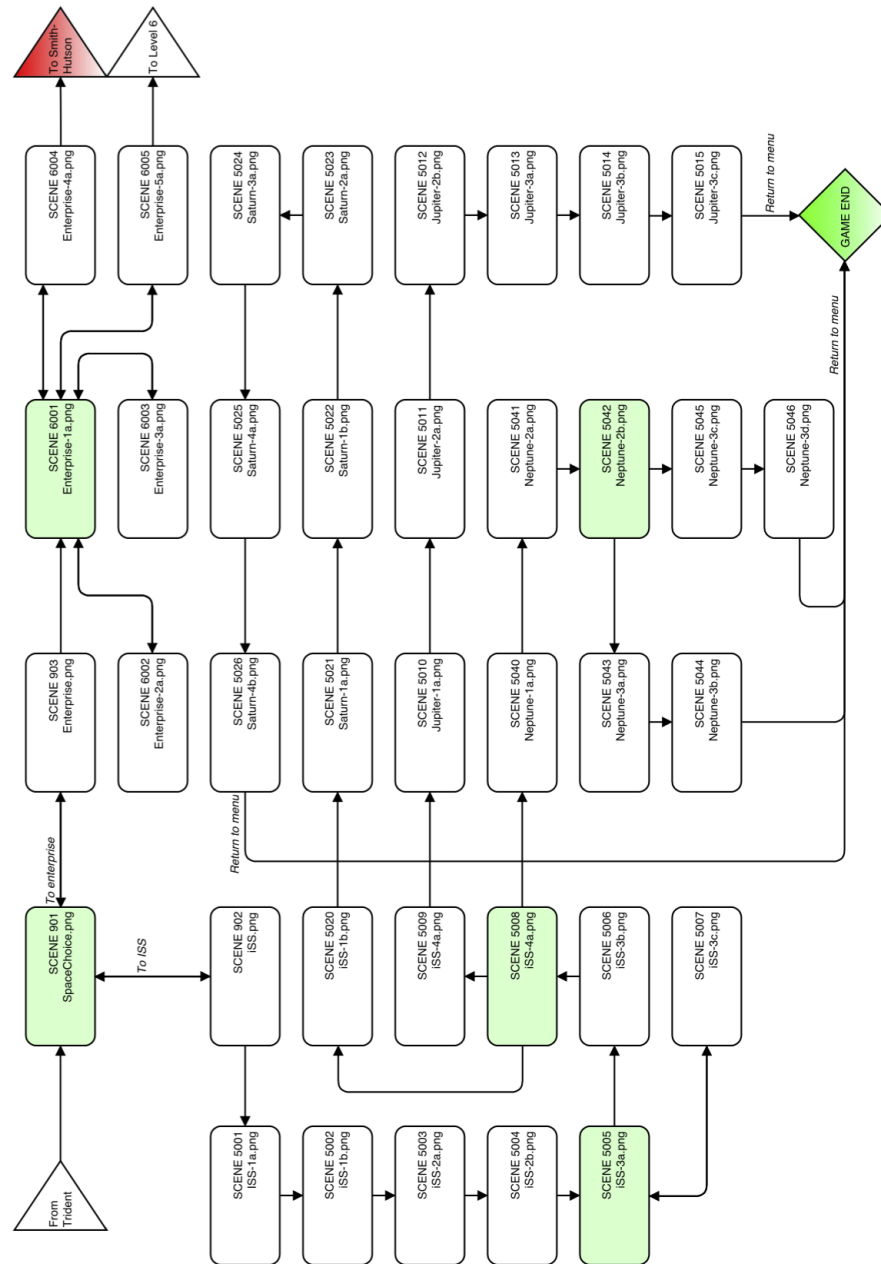 To Smith-
Hutson
To Level 6
SCENE 6004
Enterprise-4a.png
SCENE 6005
Enterprise-5a.png
SCENE 5024
Saturn-3a.png
SCENE 5023
Saturn-2a.png
SCENE 5012
Jupiter-2b.png
SCENE 5013
Jupiter-3a.png
SCENE 5014
Jupiter-3b.png
SCENE 5015
Jupiter-3c.png
Return to menu
GAME END
SCENE 6001
Enterprise-1a.png
SCENE 6003
Enterprise-3a.png
SCENE 5025
Saturn-4a.png
SCENE 5022
Saturn-1b.png
SCENE 5011
Jupiter-2a.png
SCENE 5041
Neptune-2a.png
SCENE 5042
Neptune-2b.png
SCENE 5045
Neptune-3c.png
SCENE 5046
Neptune-3d.png
Return to menu
SCENE 903
Enterprise.png
SCENE 6002
Enterprise-2a.png
SCENE 5026
Saturn-4b.png
SCENE 5021
Saturn-1a.png
SCENE 5010
Jupiter-1a.png
SCENE 5040
Neptune-1a.png
SCENE 5043
Neptune-3a.png
SCENE 5044
Neptune-3b.png
To enterprise
Return to menu
SCENE 901
SpaceChoice.png
To ISS
SCENE 902
iSS.png
SCENE 5020
iSS-1b.png
SCENE 5009
iSS-4a.png
SCENE 5008
iSS-4a.png
SCENE 5006
iSS-3b.png
SCENE 5007
iSS-3c.png
From
Trident
SCENE 5001
ISS-1a.png
SCENE 5002
iSS-1b.png
SCENE 5003
iSS-2a.png
SCENE 5004
iSS-2b.png
SCENE 5005
iSS-3a.png